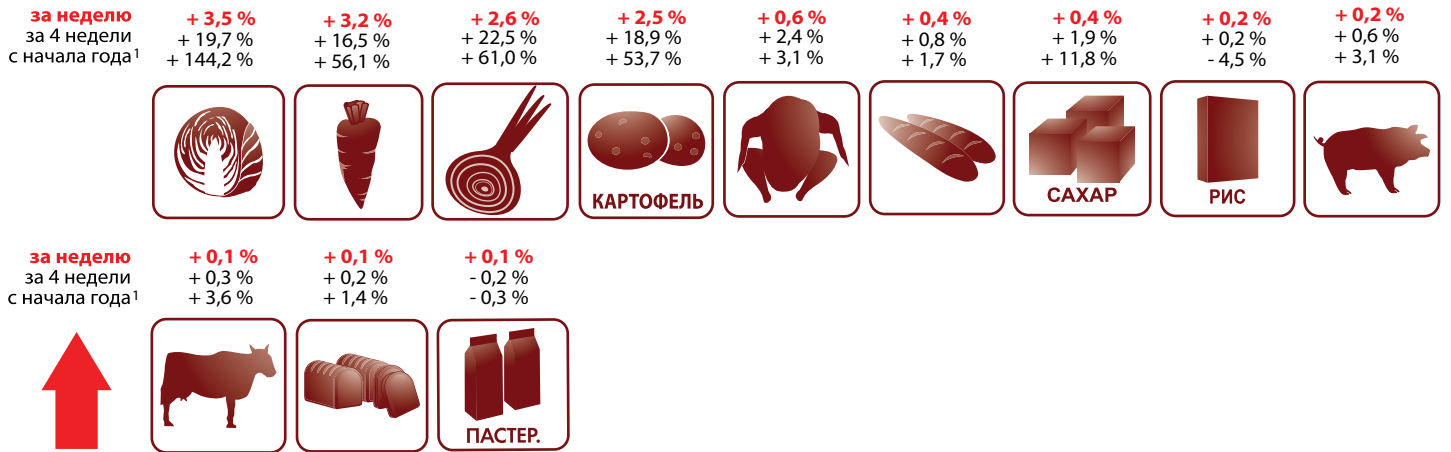 за неделю + 3,5 % + 3,2 % + 2,6 % + 2,5 % + 0,6 % + 0,4 % + 0,4 % + 0,2 % + 0,2 %
за 4 недели + 19,7 % + 16,5 % + 22,5 % + 18,9 % + 2,4 % + 0,8 % + 1,9 % + 0,2 % + 0,6 %
с начала года¹ + 144,2 % + 56,1 % + 61,0 % + 53,7 % + 3,1 % + 1,7 % + 11,8 % - 4,5 % + 3,1 %
КАРТОФЕЛЬ САХАР РИС
за неделю + 0,1 % + 0,1 % + 0,1 %
за 4 недели + 0,3 % + 0,2 % - 0,2 %
с начала года¹ + 3,6 % + 1,4 % - 0,3 %
ПАСТЕР.